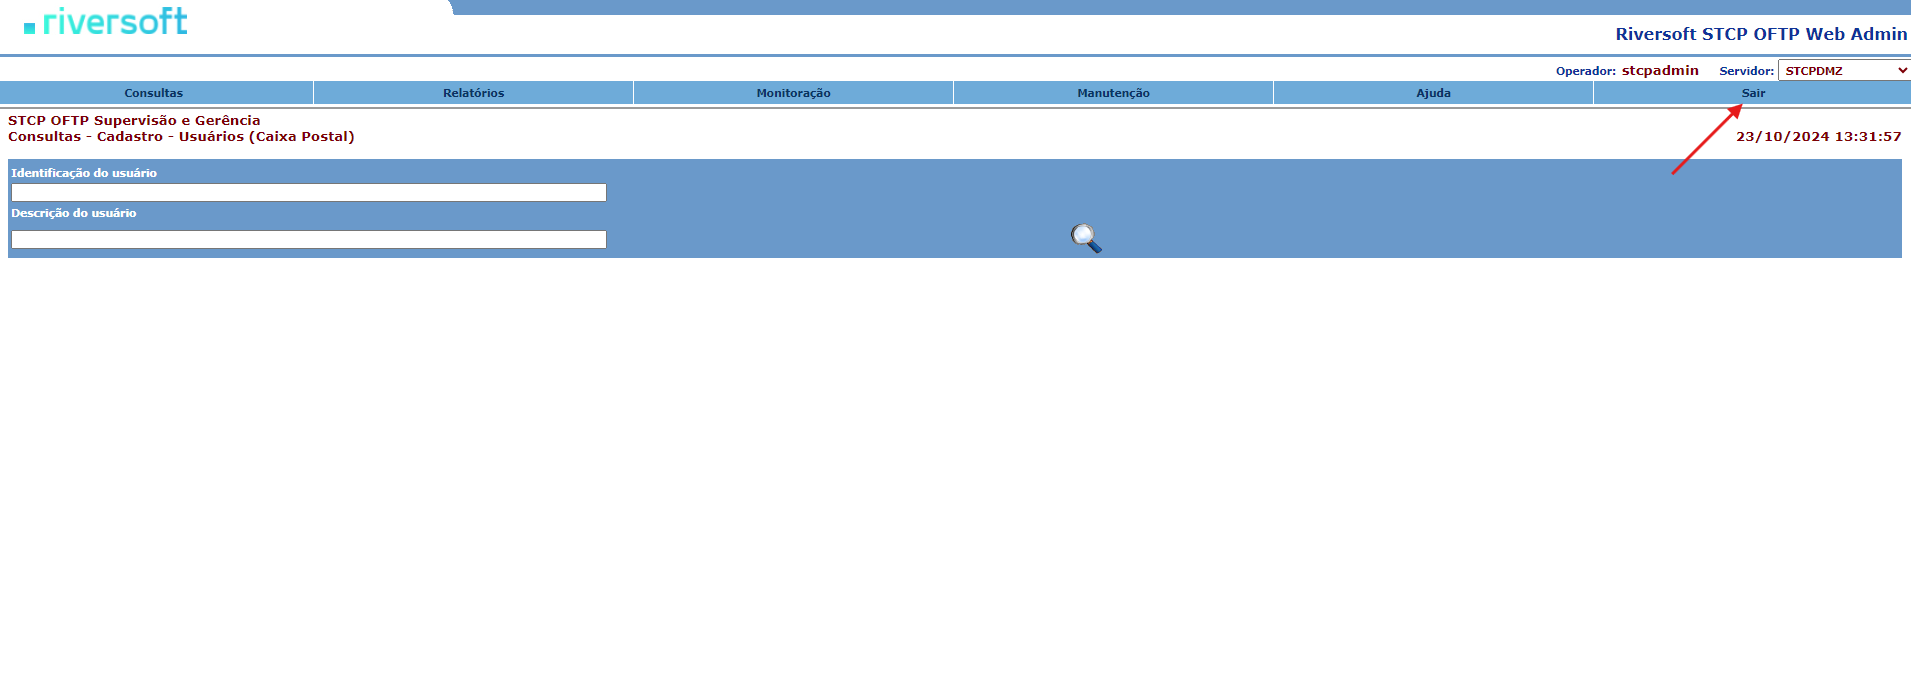 riversoft
Riversoft STCP OFTP Web Admin
Operador: stcpadmin Servidor: STCPDMZ
Consultas Relatórios Monitoração Manutenção Ajuda Sair
STCP OFTP Supervisão e Gerência
Consultas - Cadastro - Usuários (Caixa Postal) 23/10/2024 13:31:57
Identificação do usuário
Descrição do usuário